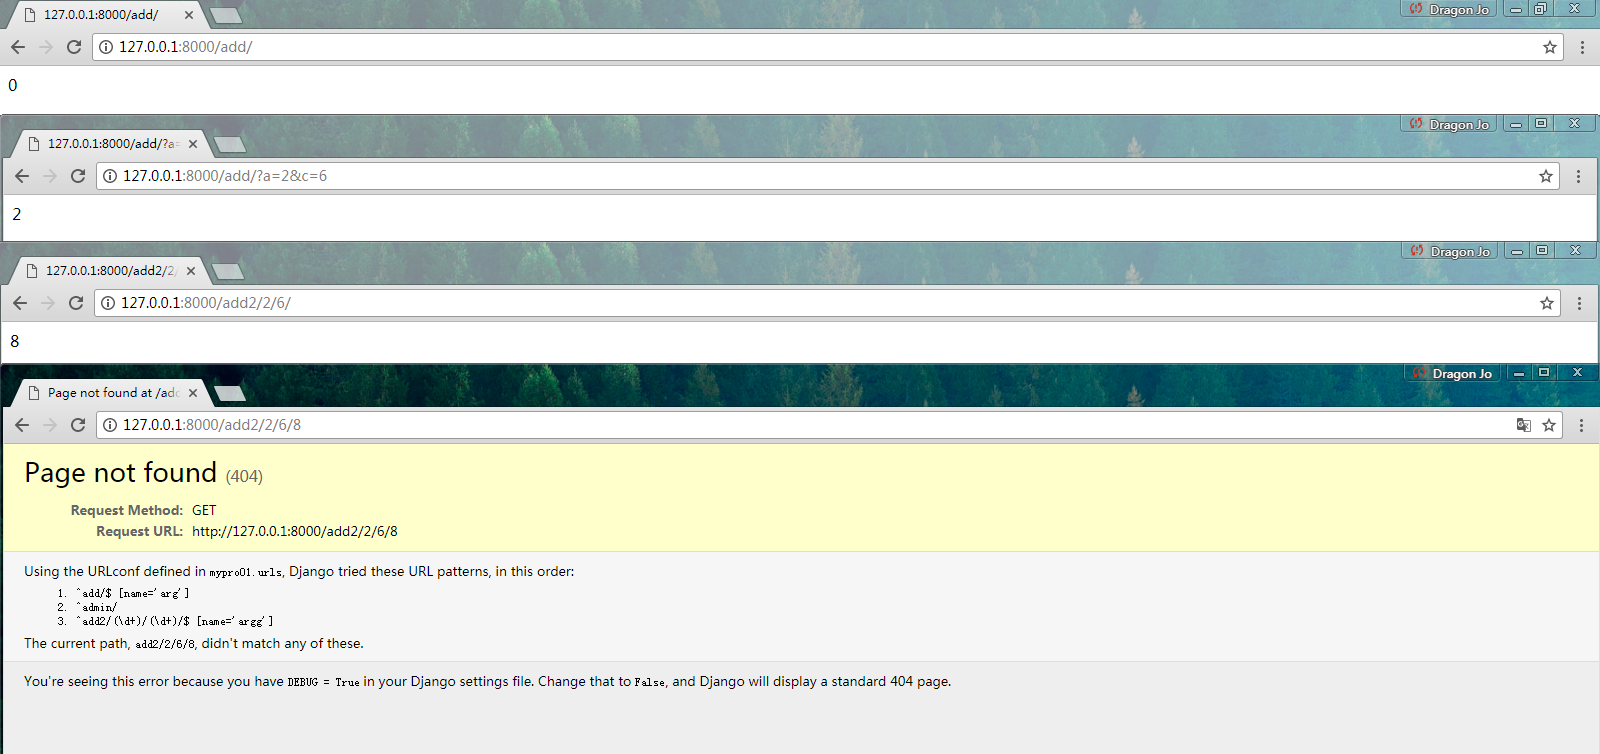 127.0.0.1:8000/add/
Dragon Jo
127.0.0.1:8000/add/
0
Dragon Jo
127.0.0.1:8000/add/?a=
127.0.0.1:8000/add/?a=2&c=6
2
Dragon Jo
127.0.0.1:8000/add2/2/
127.0.0.1:8000/add2/2/6/
8
Dragon Jo
Page not found at /add
127.0.0.1:8000/add2/2/6/8
Page not found (404)
Request Method: GET
Request URL: http://127.0.0.1:8000/add2/2/6/8
Using the URLconf defined in mypro01.urls, Django tried these URL patterns, in this order:
1. ^add/$ [name='arg']
2. ^admin/
3. ^add2/(\d+)/(\d+)/$ [name='argg']
The current path, add2/2/6/8, didn't match any of these.
You're seeing this error because you have DEBUG = True in your Django settings file. Change that to False, and Django will display a standard 404 page.